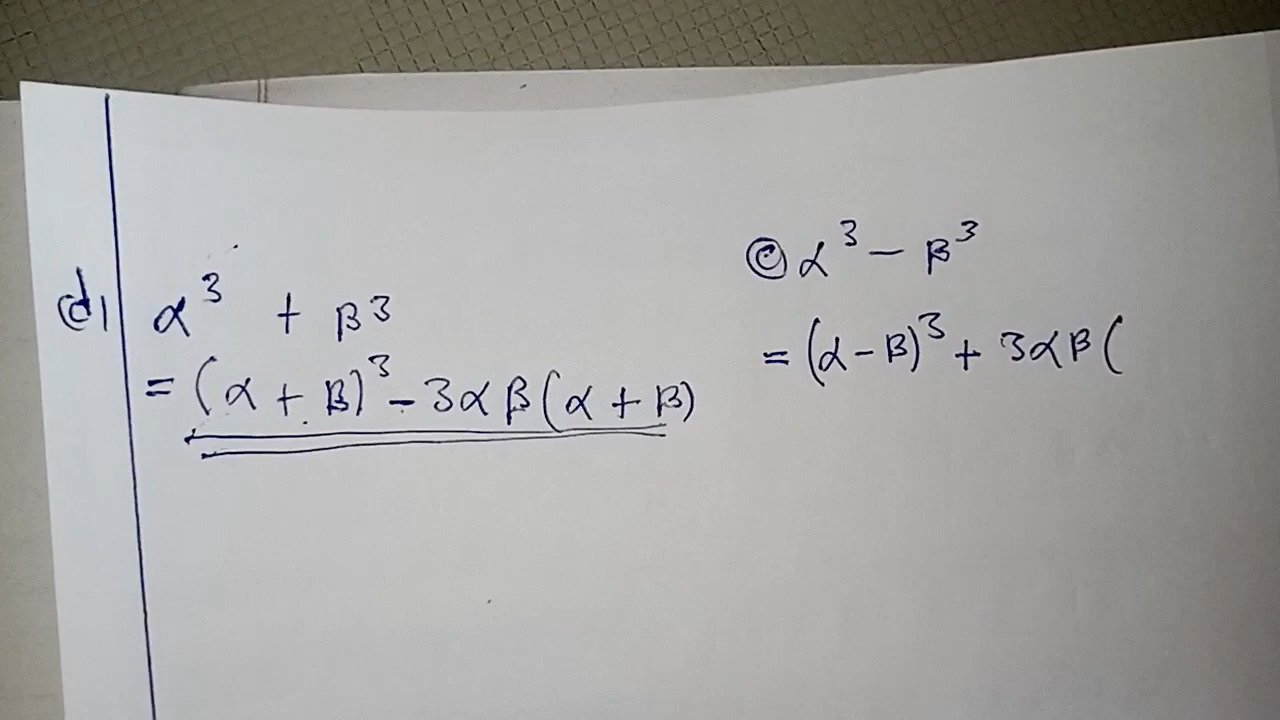 (d) α³ + β³
= (α + β)³ - 3αβ(α + β)
(e) α³ - β³
= (α - β)³ + 3αβ(